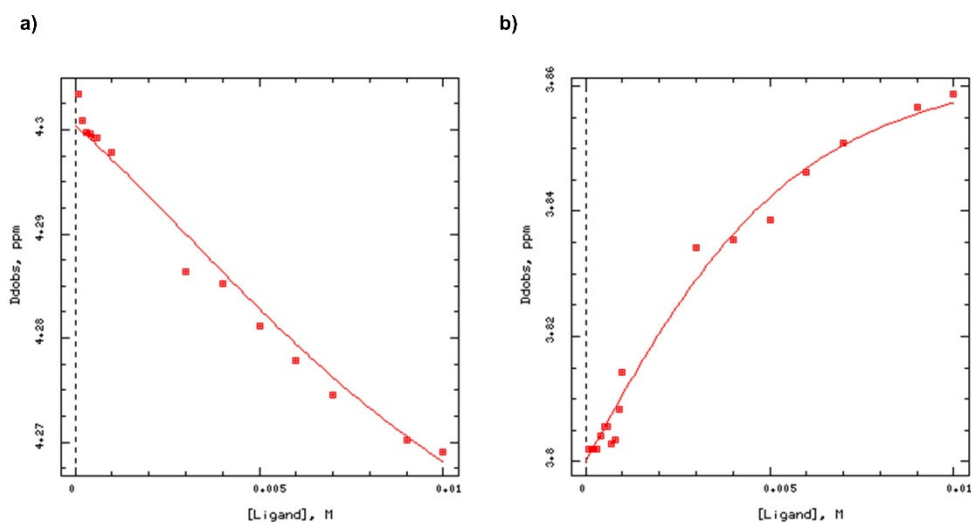 a)
b)
4.3
4.29
4.28
4.27
Ddobs, ppm
0
0.005
0.01
[Ligand], M
3.86
3.84
3.82
3.8
Ddobs, ppm
0
0.005
0.01
[Ligand], M